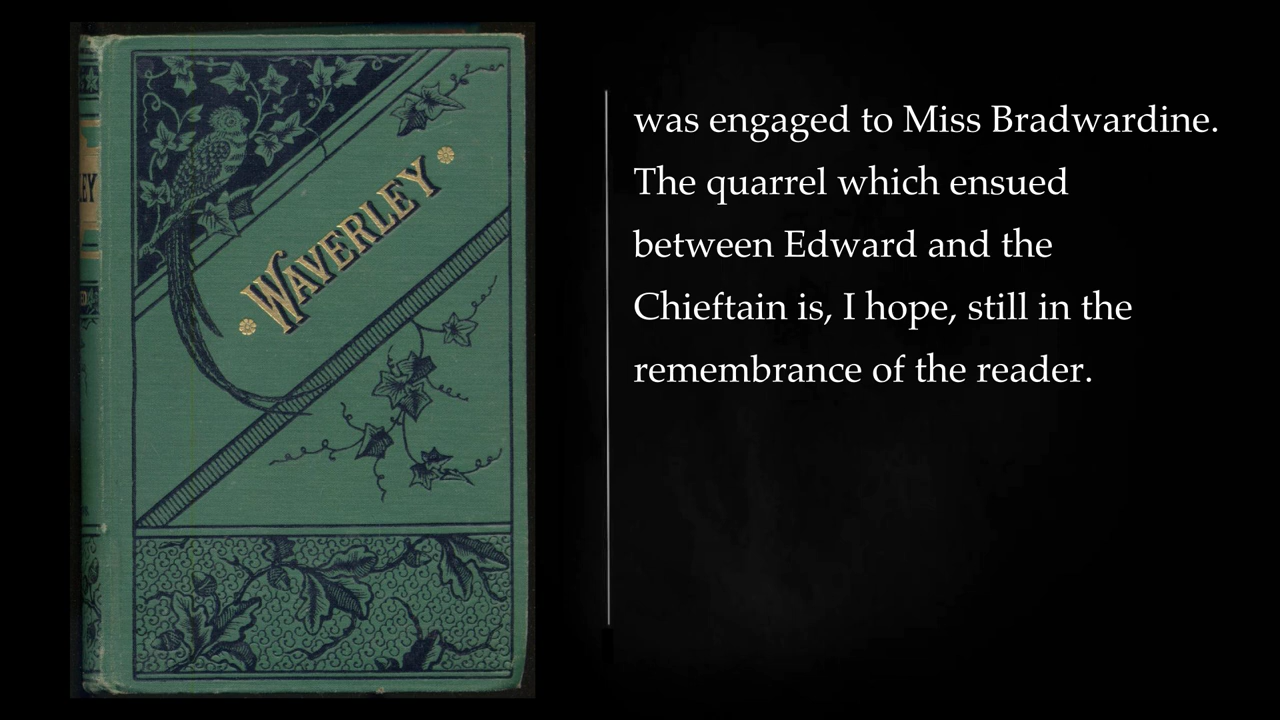 WAVERLEY
was engaged to Miss Bradwardine.
The quarrel which ensued
between Edward and the
Chieftain is, I hope, still in the
remembrance of the reader.